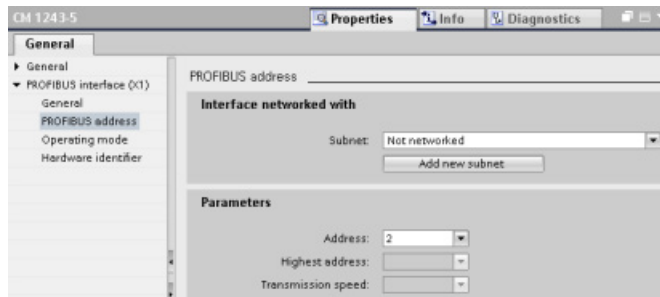 CM 1243-5
Properties
Info
Diagnostics
General
General
PROFIBUS interface (X1)
General
PROFIBUS address
Operating mode
Hardware identifier
PROFIBUS address
Interface networked with
Subnet: Not networked
Add new subnet
Parameters
Address: 2
Highest address:
Transmission speed: